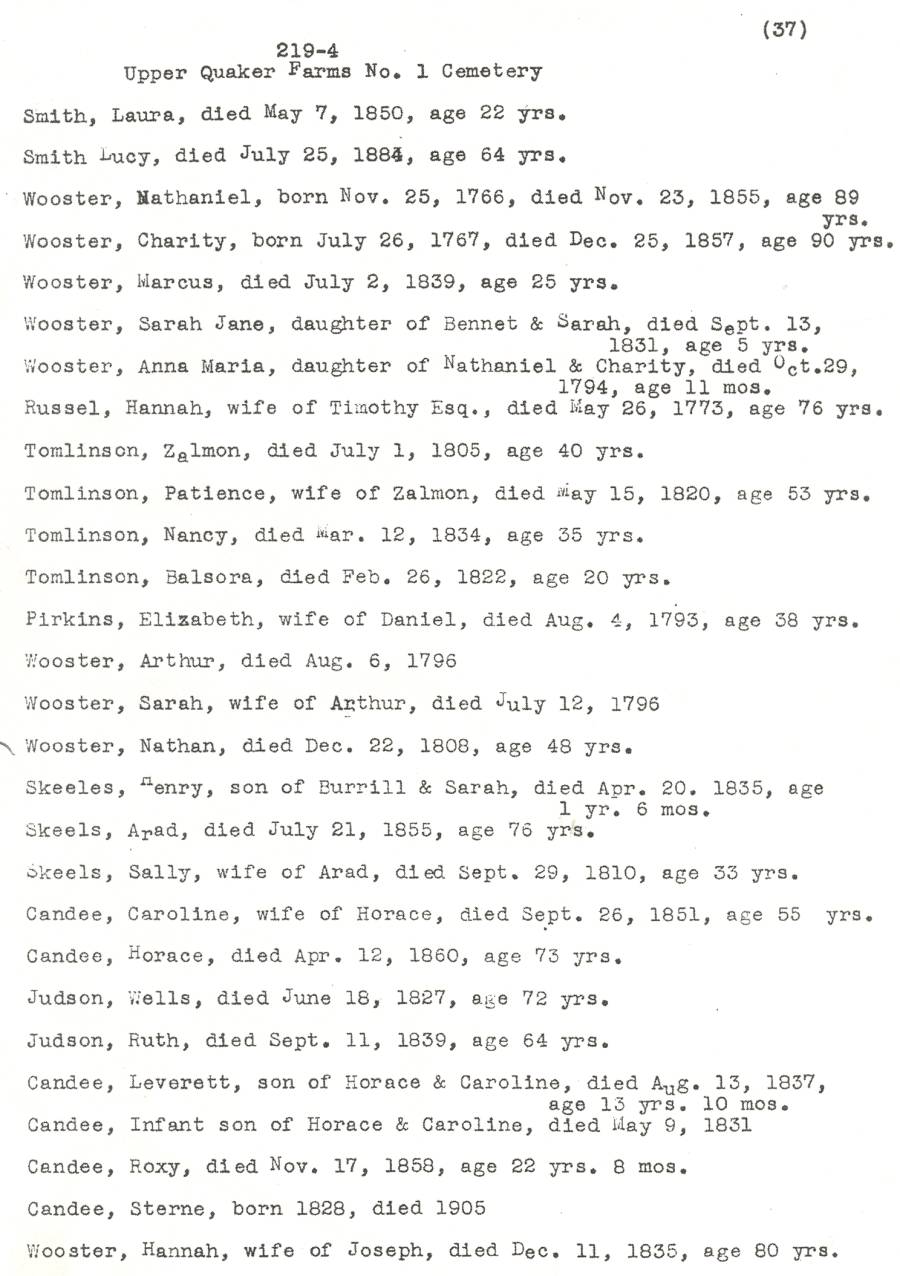 (37)
219-4
Upper Quaker Farms No. 1 Cemetery
Smith, Laura, died May 7, 1850, age 22 yrs.
Smith Lucy, died July 25, 1884, age 64 yrs.
Wooster, Nathaniel, born Nov. 25, 1766, died Nov. 23, 1855, age 89
yrs.
Wooster, Charity, born July 26, 1767, died Dec. 25, 1857, age 90 yrs.
Wooster, Marcus, died July 2, 1839, age 25 yrs.
Wooster, Sarah Jane, daughter of Bennet & Sarah, died Sept. 13,
1831, age 5 yrs.
Wooster, Anna Maria, daughter of Nathaniel & Charity, died Oct.29,
1794, age 11 mos.
Russel, Hannah, wife of Timothy Esq., died May 26, 1773, age 76 yrs.
Tomlinson, Zalmon, died July 1, 1805, age 40 yrs.
Tomlinson, Patience, wife of Zalmon, died May 15, 1820, age 53 yrs.
Tomlinson, Nancy, died Mar. 12, 1834, age 35 yrs.
Tomlinson, Balsora, died Feb. 26, 1822, age 20 yrs.
Pirkins, Elizabeth, wife of Daniel, died Aug. 4, 1793, age 38 yrs.
Wooster, Arthur, died Aug. 6, 1796
Wooster, Sarah, wife of Arthur, died July 12, 1796
Wooster, Nathan, died Dec. 22, 1808, age 48 yrs.
Skeeles, Henry, son of Burrill & Sarah, died Apr. 20. 1835, age
1 yr. 6 mos.
Skeels, Arad, died July 21, 1855, age 76 yrs.
Skeels, Sally, wife of Arad, died Sept. 29, 1810, age 33 yrs.
Candee, Caroline, wife of Horace, died Sept. 26, 1851, age 55 yrs.
Candee, Horace, died Apr. 12, 1860, age 73 yrs.
Judson, Wells, died June 18, 1827, age 72 yrs.
Judson, Ruth, died Sept. 11, 1839, age 64 yrs.
Candee, Leverett, son of Horace & Caroline, died Aug. 13, 1837,
age 13 yrs. 10 mos.
Candee, Infant son of Horace & Caroline, died May 9, 1831
Candee, Roxy, died Nov. 17, 1858, age 22 yrs. 8 mos.
Candee, Sterne, born 1828, died 1905
Wooster, Hannah, wife of Joseph, died Dec. 11, 1835, age 80 yrs.